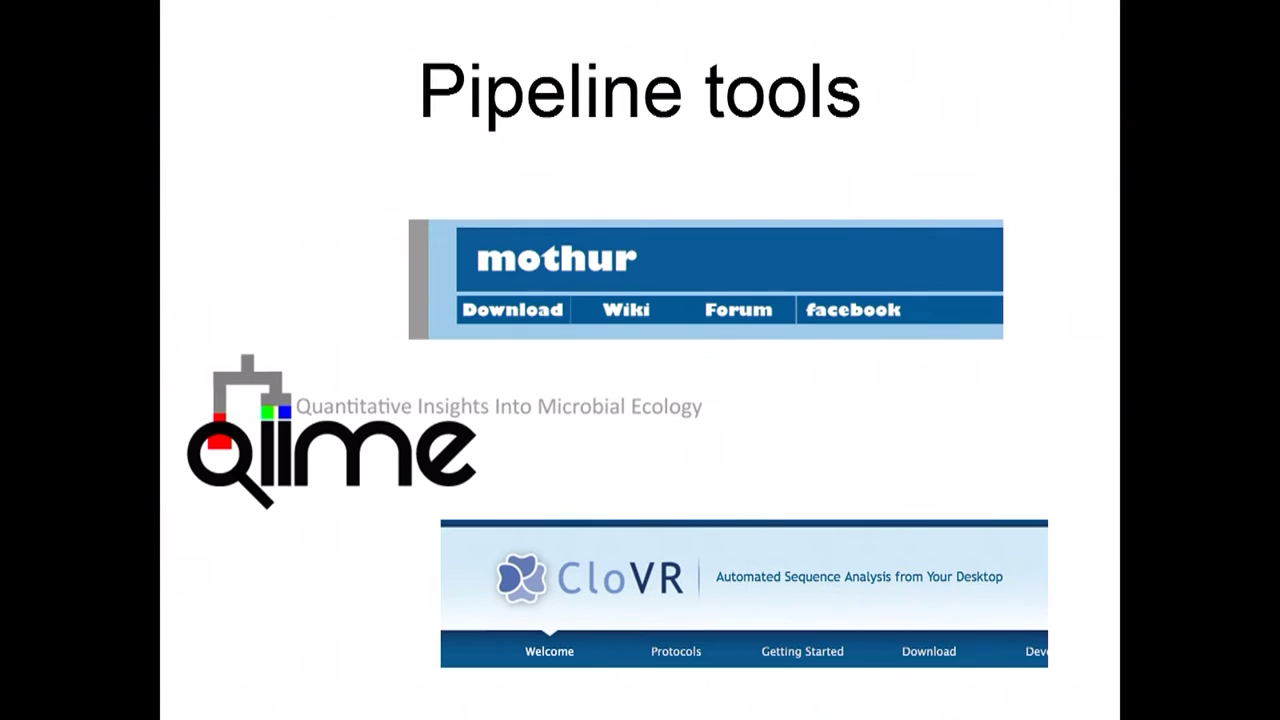 Pipeline tools
mothur
Download Wiki Forum facebook
Quantitative Insights Into Microbial Ecology
Qiime
CloVR Automated Sequence Analysis from Your Desktop
Welcome Protocols Getting Started Download Deve